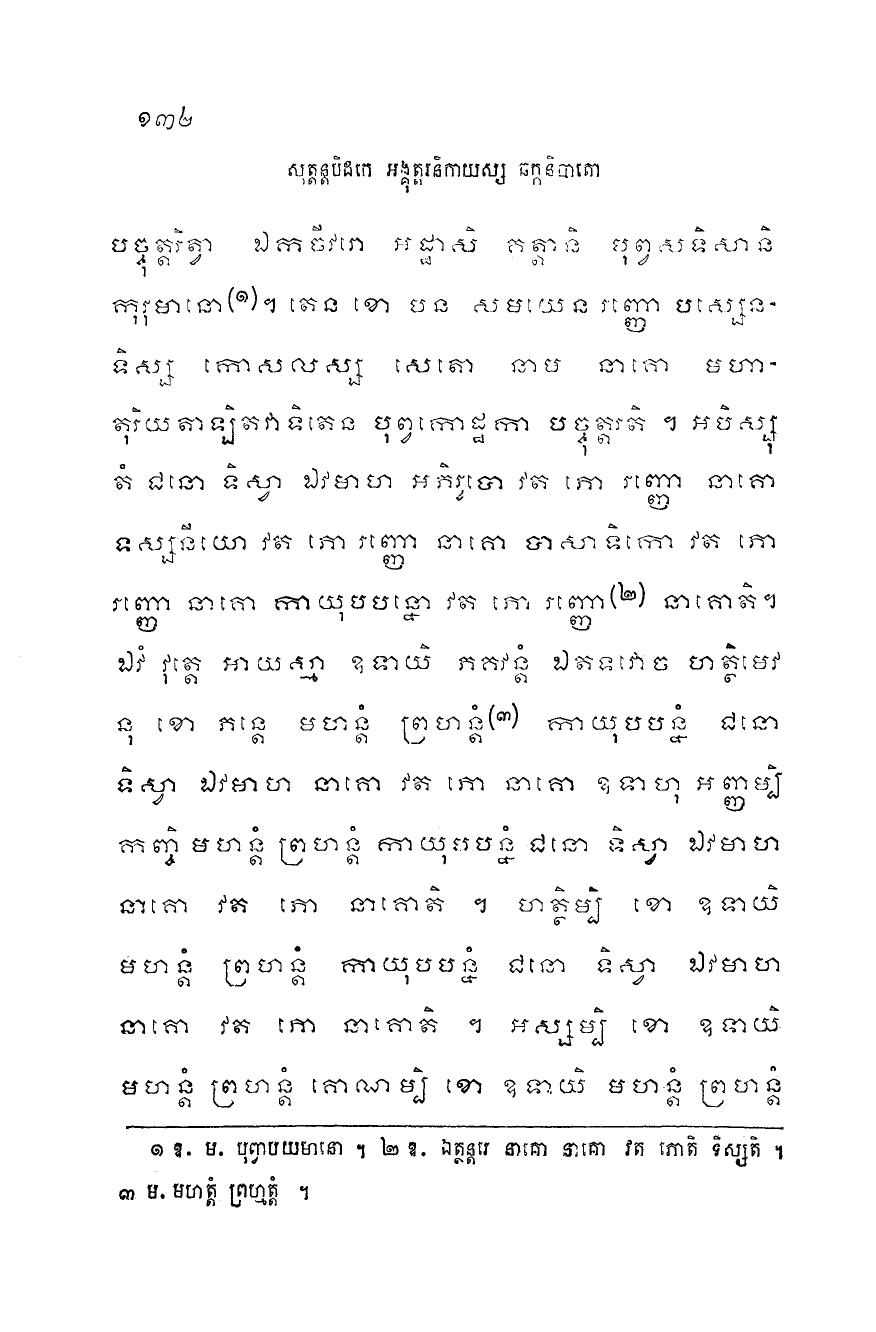 ១៣២
សុត្តន្តបិដកេ អង្គុត្តរនិកាយស្ស ឆក្កនិបាតោ
បច្ចុត្តរិត្វា ឯកចីវរោ អដ្ឋាសិ គត្តានិ បុព្វសទិសានិ
កុរុមានោ(១)។ តេន ខោ បន សមយេន រញ្ញោ បស្សេន-
ទិស្ស កោសលស្ស សេតោ នាម នាគោ មហា-
តុរិយតាឡិតវាទិតេន បុព្វកោដ្ឋកា បច្ចុត្តរតិ ។ អបិស្សុ
តំ ជនោ ទិស្វា ឯវមាហ អភិរូបោ វត ភោ រញ្ញោ នាគោ
ទស្សនីយោ វត ភោ រញ្ញោ នាគោ បាសាទិកោ វត ភោ
រញ្ញោ នាគោ កាយុបបន្នោ វត ភោ រញ្ញោ(២) នាគោតិ។
ឯវំ វុត្តេ អាយស្មា ឧទាយិ ភគវន្តំ ឯតទវោច ហត្ថិមេវ
នុ ខោ ភន្តេ មហន្តំ ព្រហន្តំ(៣) កាយុបបន្នំ ជនោ
ទិស្វា ឯវមាហ នាគោ វត ភោ នាគោ ឧទាហុ អញ្ញម្បិ
កញ្ចិ មហន្តំ ព្រហន្តំ កាយុបបន្នំ ជនោ ទិស្វា ឯវមាហ
នាគោ វត ភោ នាគោតិ ។ ហត្ថិម្បិ ខោ ឧទាយិ
មហន្តំ ព្រហន្តំ កាយុបបន្នំ ជនោ ទិស្វា ឯវមាហ
នាគោ វត ភោ នាគោតិ ។ អស្សម្បិ ខោ ឧទាយិ
មហន្តំ ព្រហន្តំ គោណម្បិ ខោ ឧទាយិ មហន្តំ ព្រហន្តំ
១ ឱ. ម. បុព្វាបយមានោ ។ ២ ឱ. ឯត្ថន្តរេ នាគោ នាគោ វត ភោតិ ទិស្សតិ ។
៣ ម. មហត្តំ ព្រហ្មត្តំ ។